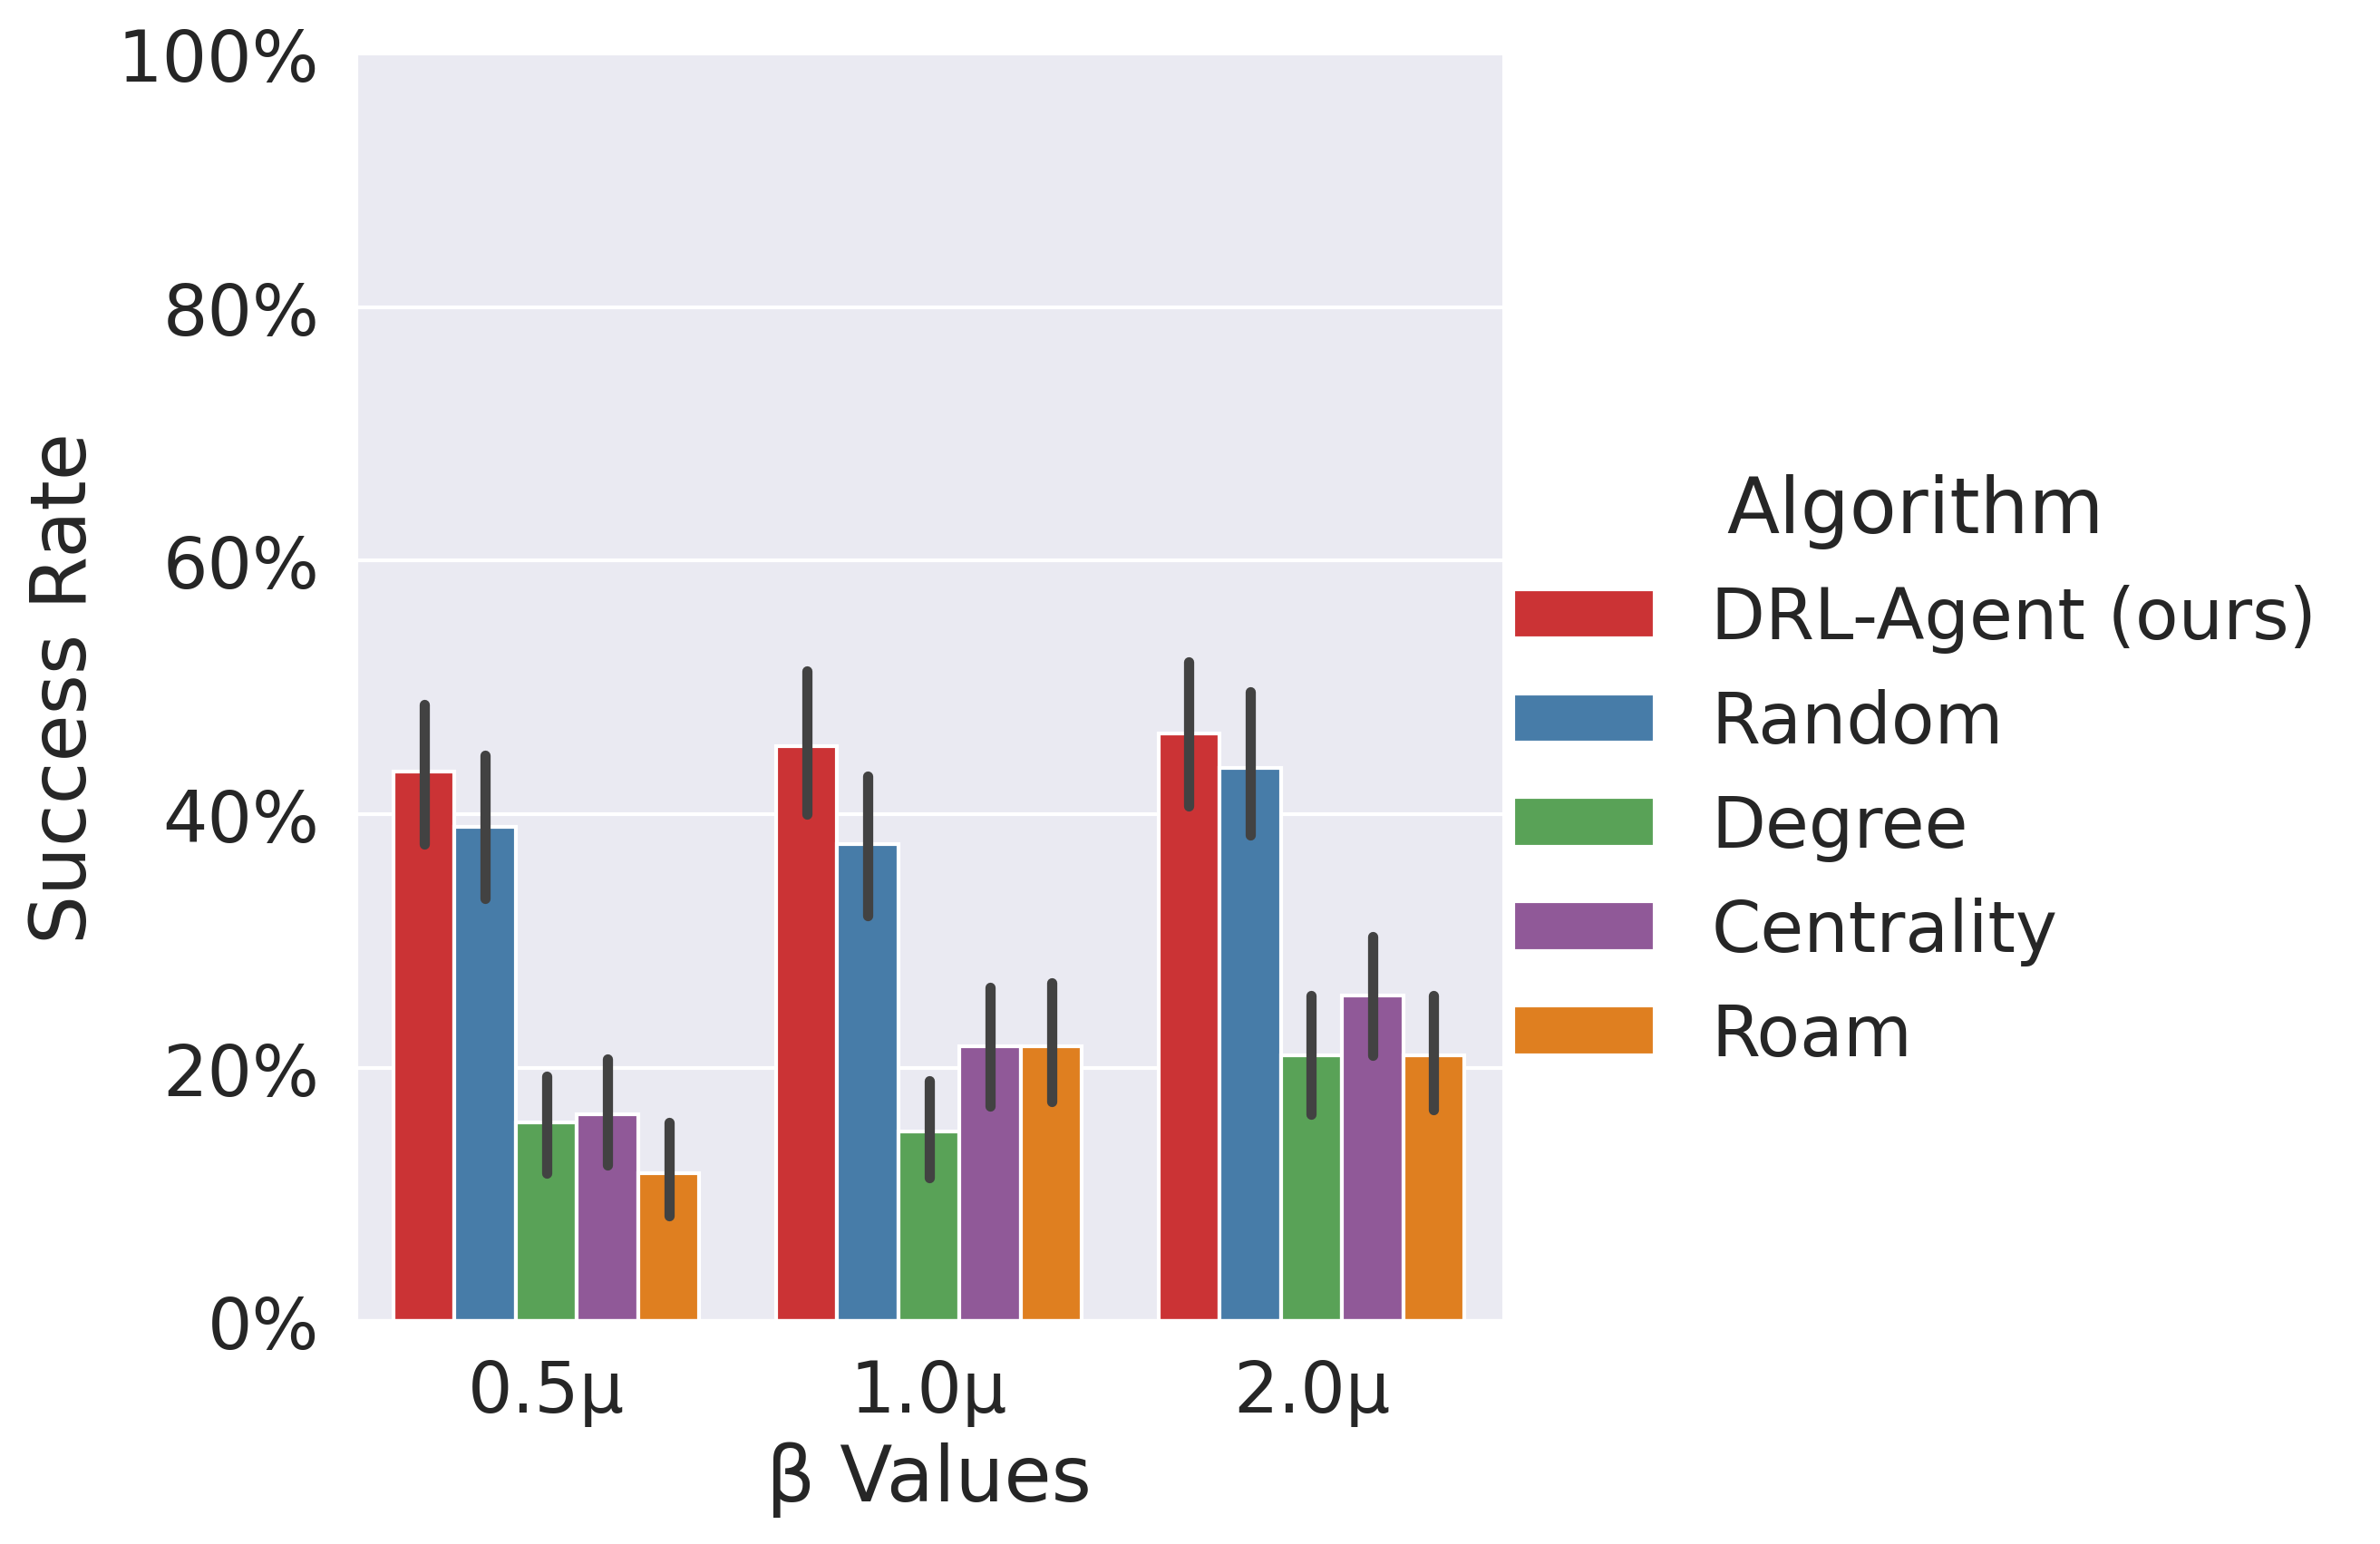 100%
80%
60%
40%
20%
0%
Success Rate
0.5μ 1.0μ 2.0μ
β Values
Algorithm
DRL-Agent (ours)
Random
Degree
Centrality
Roam